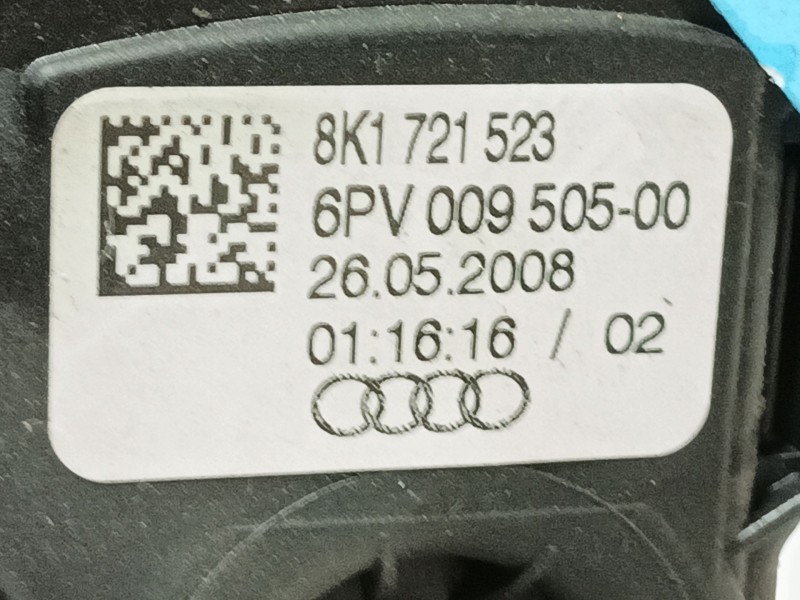 8K1 721 523
6PV 009 505-00
26.05.2008
01:16:16 / 02